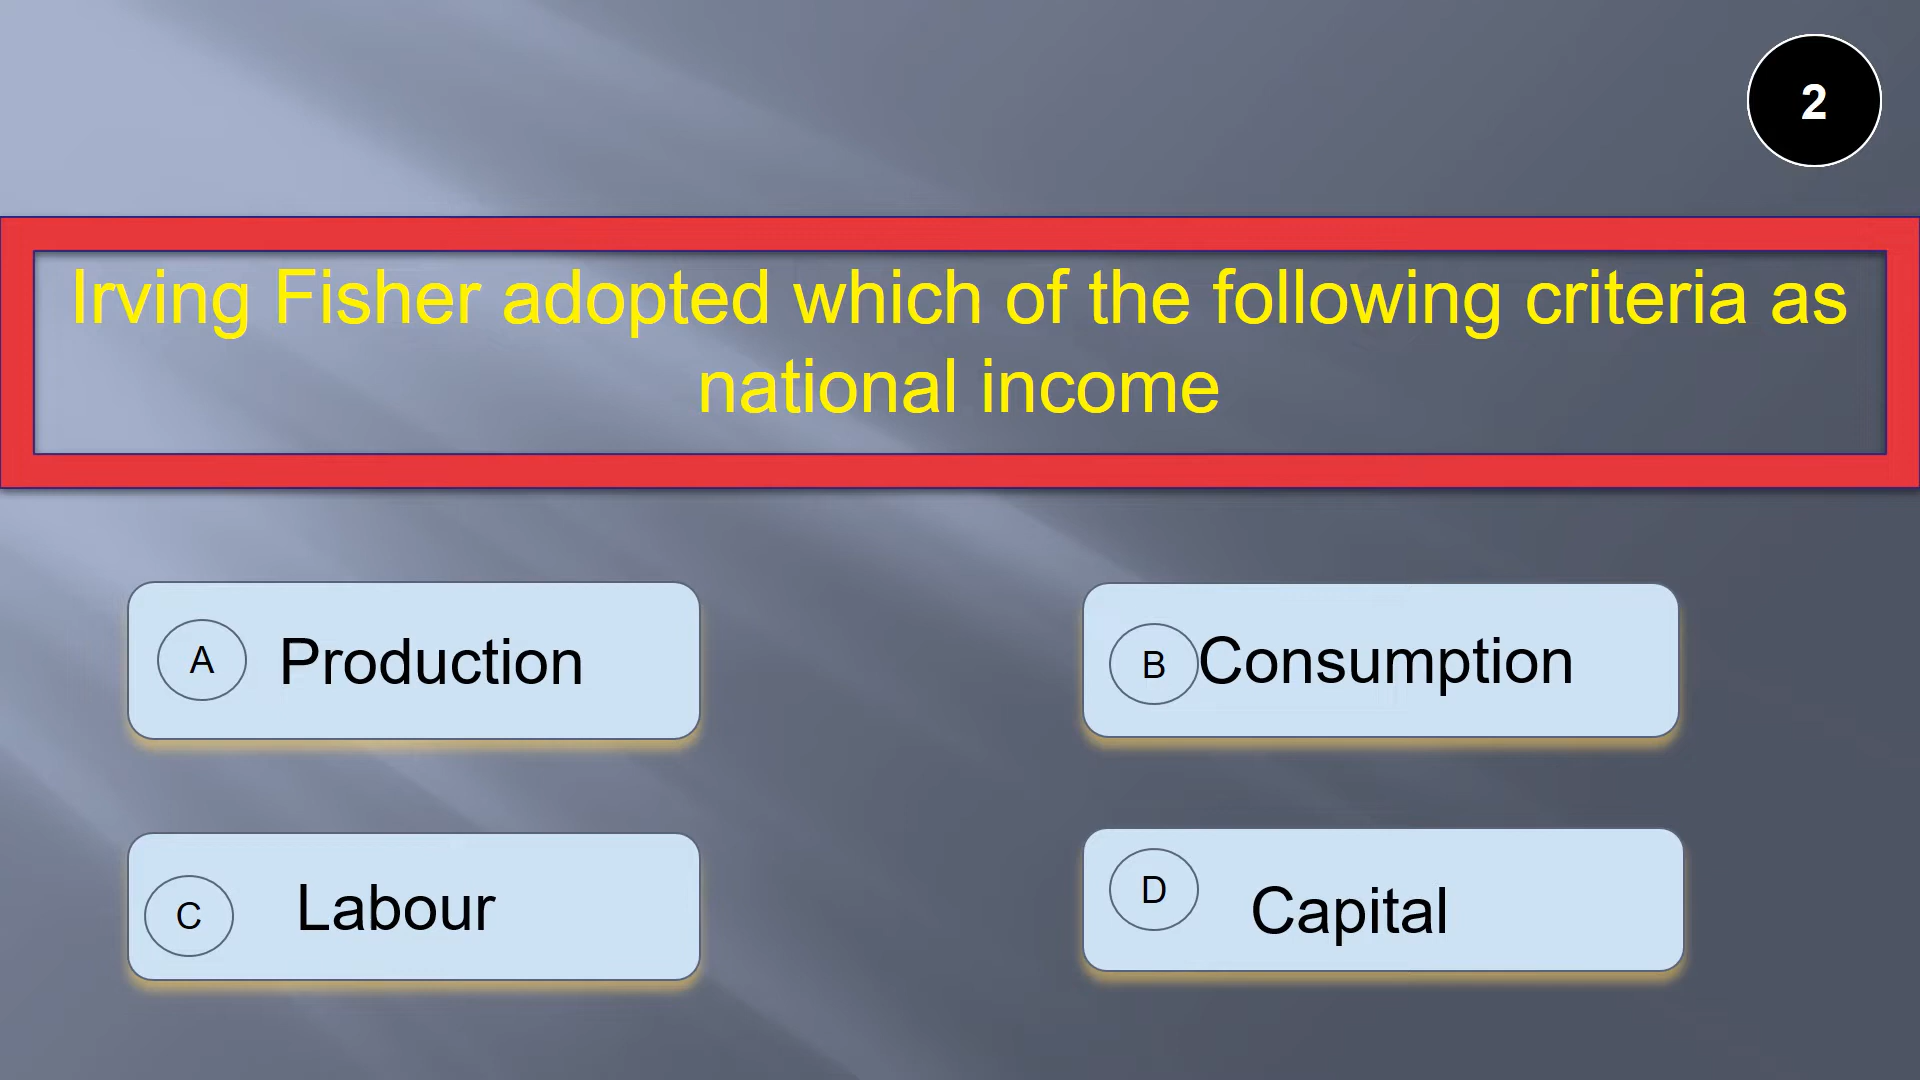 2
Irving Fisher adopted which of the following criteria as
national income
A Production
B Consumption
C Labour
D Capital